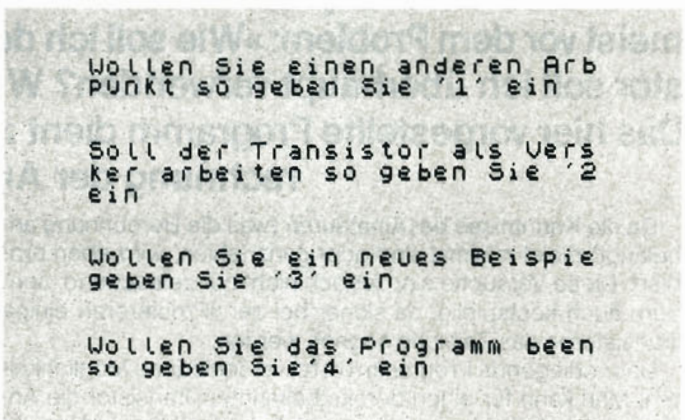 Wollen Sie einen anderen Arb
punkt so geben Sie '1' ein
Soll der Transistor als Vers
ker arbeiten so geben Sie '2
ein
Wollen Sie ein neues Beispie
geben Sie '3' ein
Wollen Sie das Programm been
so geben Sie'4' ein